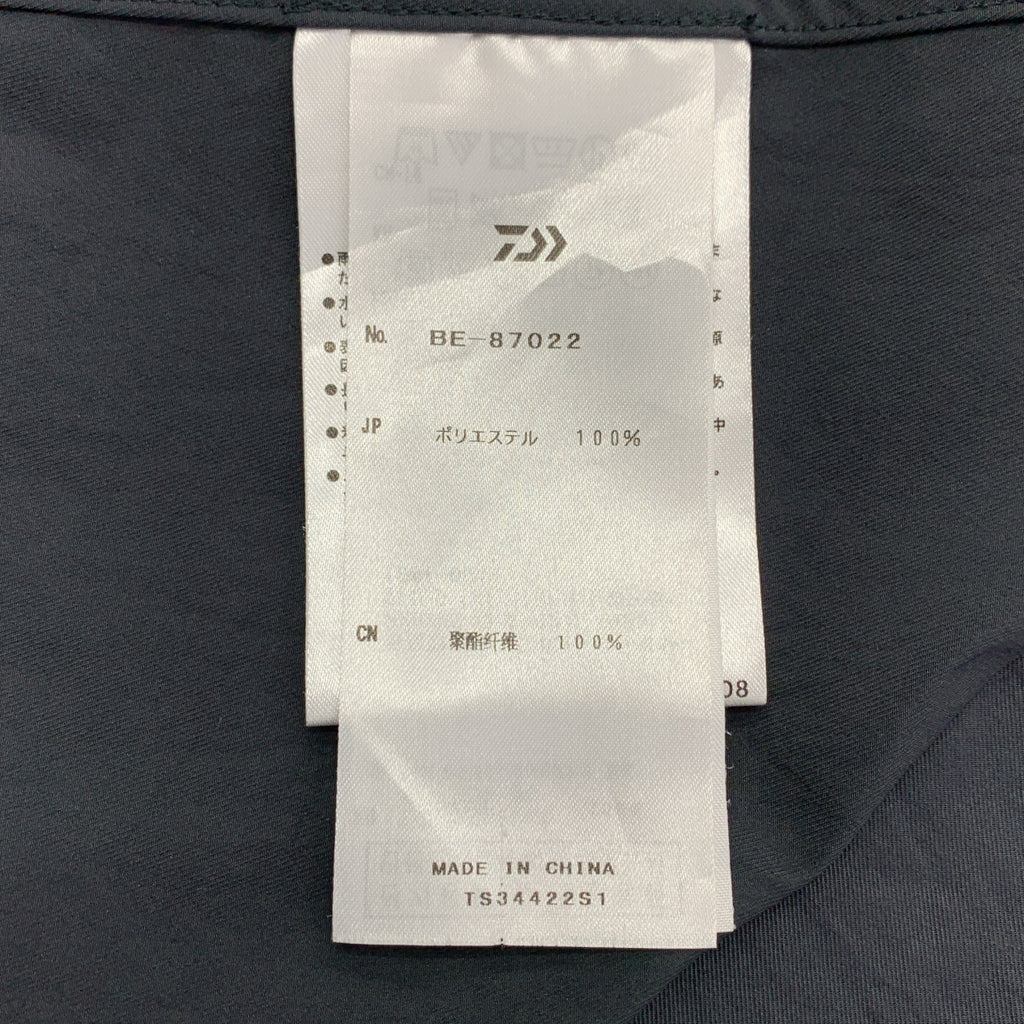 No. BE-87022
JP ポリエステル 100%
CN 聚酯纤维 100%
08
MADE IN CHINA
TS34422S1